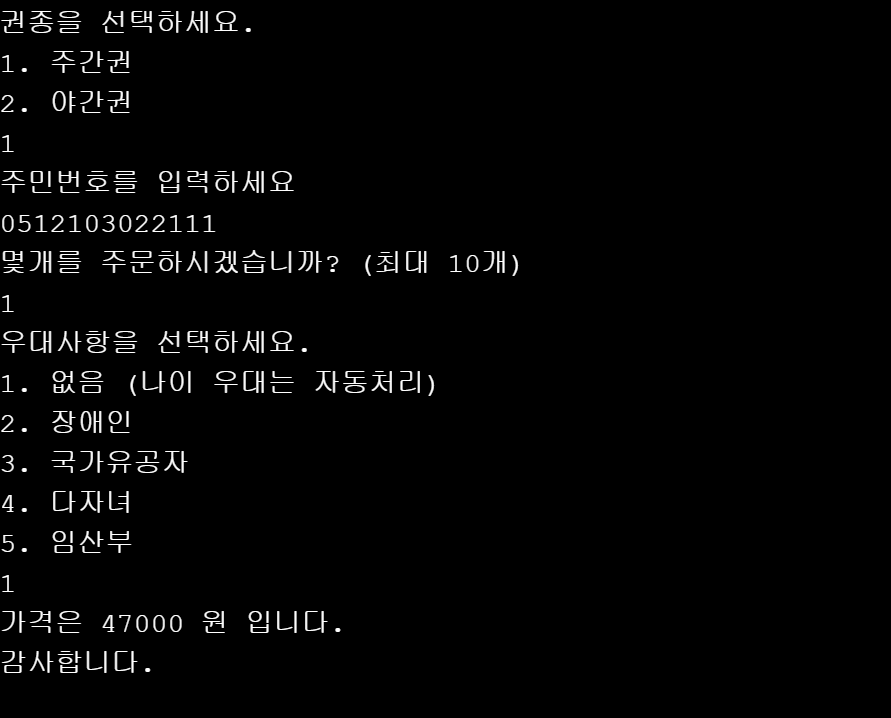 권종을 선택하세요.
1. 주간권
2. 야간권
1
주민번호를 입력하세요
0512103022111
몇개를 주문하시겠습니까? (최대 10개)
1
우대사항을 선택하세요.
1. 없음 (나이 우대는 자동처리)
2. 장애인
3. 국가유공자
4. 다자녀
5. 임산부
1
가격은 47000 원 입니다.
감사합니다.